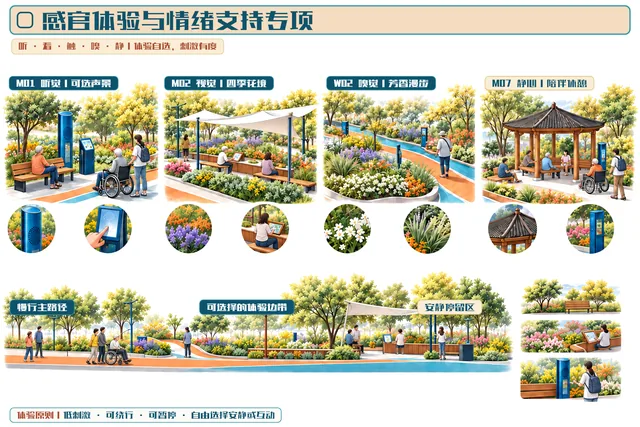 感官体验与情绪支持专项
听 · 看 · 触 · 嗅 · 静 | 体验自选，刺激有度
M01 听觉 | 可选声景
M02 视觉 | 四季花境
W02 嗅觉 | 芳香漫步
M07 静坐 | 陪伴休憩
慢行主路径
可选择的体验边带
安静停留区
体验原则 | 低刺激 · 可绕行 · 可暂停 · 自由选择安静或互动